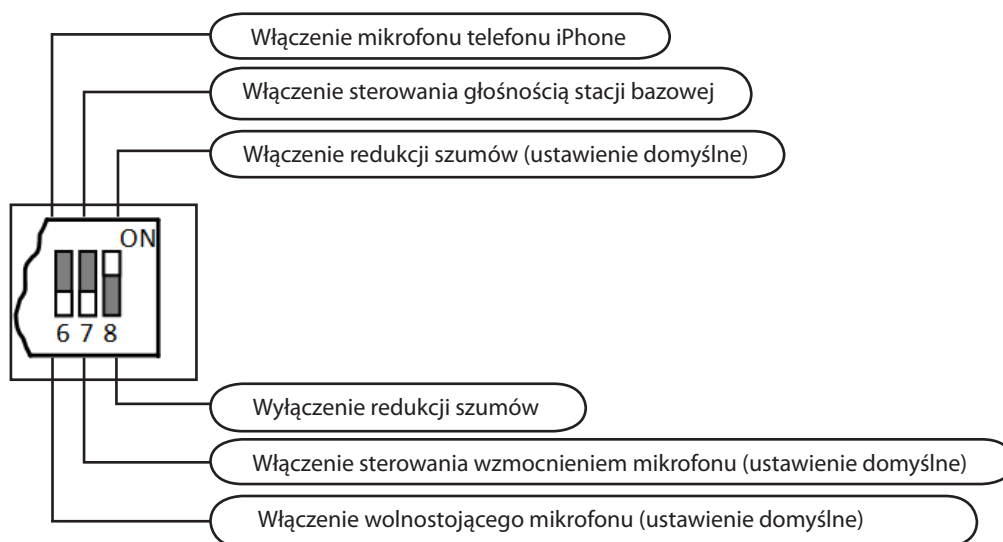 Włączenie mikrofonu telefonu iPhone
Włączenie sterowania głośnością stacji bazowej
Włączenie redukcji szumów (ustawienie domyślne)
ON
6 7 8
Wyłączenie redukcji szumów
Włączenie sterowania wzmocnieniem mikrofonu (ustawienie domyślne)
Włączenie wolnostojącego mikrofonu (ustawienie domyślne)